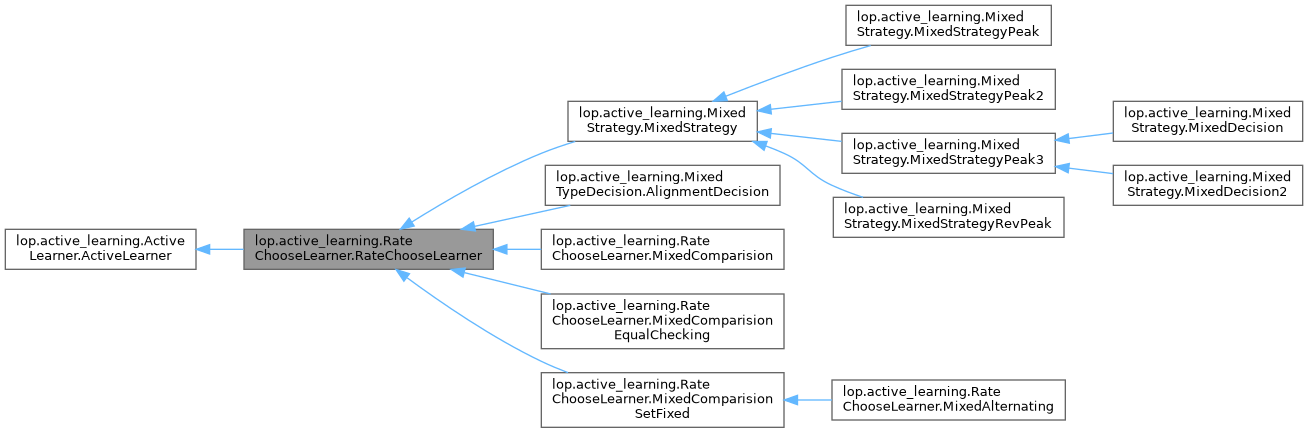 lop.active_learning.Active
Learner.ActiveLearner
lop.active_learning.Rate
ChooseLearner.RateChooseLearner
lop.active_learning.Mixed
Strategy.MixedStrategy
lop.active_learning.Mixed
TypeDecision.AlignmentDecision
lop.active_learning.Rate
ChooseLearner.MixedComparision
lop.active_learning.Rate
ChooseLearner.MixedComparision
EqualChecking
lop.active_learning.Rate
ChooseLearner.MixedComparision
SetFixed
lop.active_learning.Mixed
Strategy.MixedStrategyPeak
lop.active_learning.Mixed
Strategy.MixedStrategyPeak2
lop.active_learning.Mixed
Strategy.MixedStrategyPeak3
lop.active_learning.Mixed
Strategy.MixedStrategyRevPeak
lop.active_learning.Rate
ChooseLearner.MixedAlternating
lop.active_learning.Mixed
Strategy.MixedDecision
lop.active_learning.Mixed
Strategy.MixedDecision2